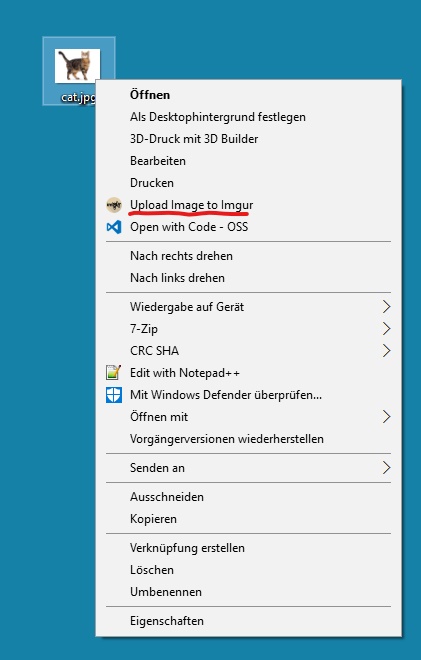 cat.jpg
Öffnen
Als Desktophintergrund festlegen
3D-Druck mit 3D Builder
Bearbeiten
Drucken
Upload Image to Imgur
Open with Code - OSS
Nach rechts drehen
Nach links drehen
Wiedergabe auf Gerät
7-Zip
CRC SHA
Edit with Notepad++
Mit Windows Defender überprüfen...
Öffnen mit
Vorgängerversionen wiederherstellen
Senden an
Ausschneiden
Kopieren
Verknüpfung erstellen
Löschen
Umbenennen
Eigenschaften